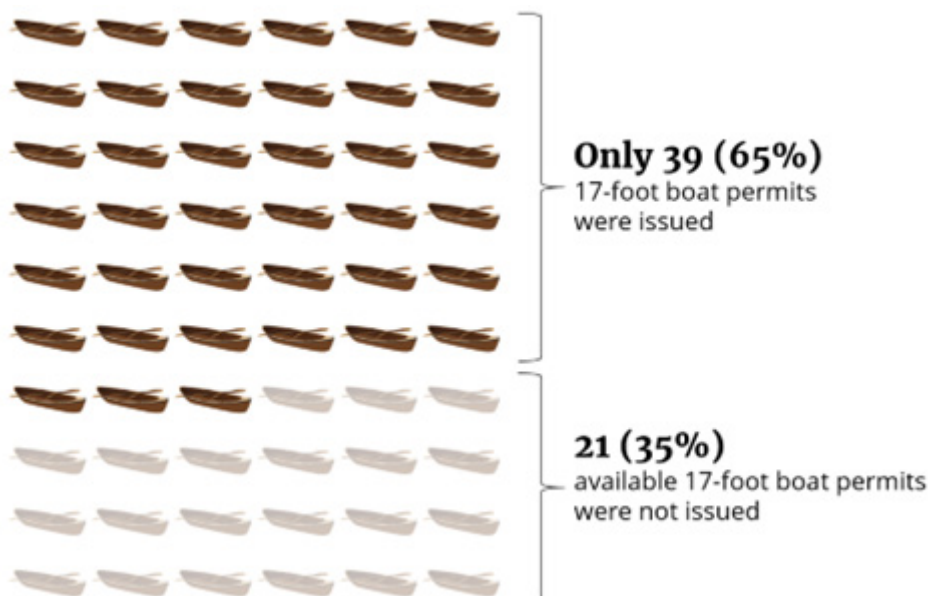 Only 39 (65%)
17-foot boat permits
were issued
21 (35%)
available 17-foot boat permits
were not issued